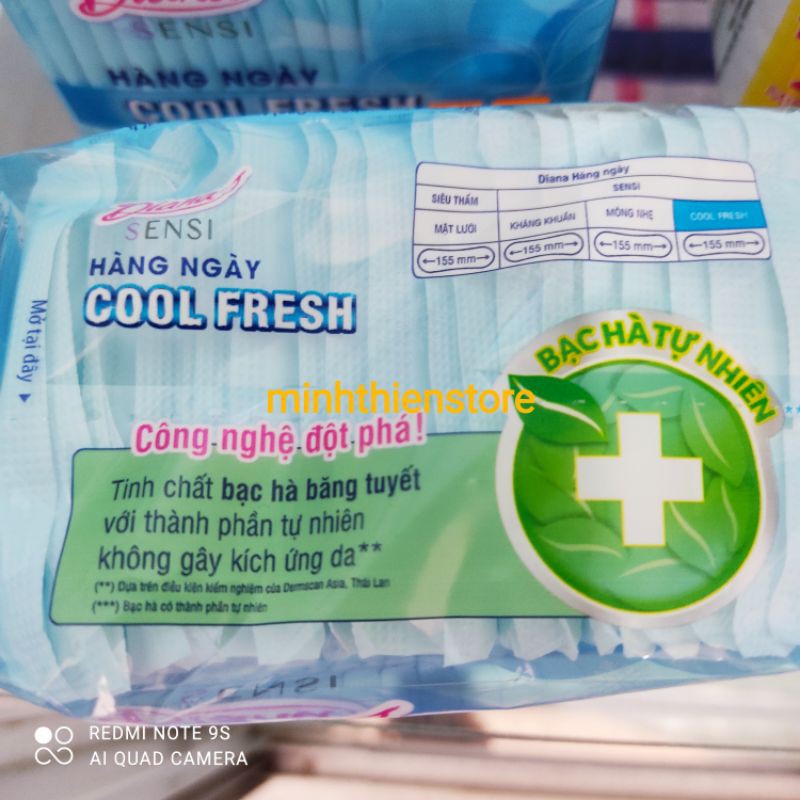 Diana
SENSI
HÀNG NGÀY
COOL FRESH
Diana
SENSI
HÀNG NGÀY
COOL FRESH
Mở tại đây
Diana Hàng ngày
SIÊU THẤM
SENSI
MẶT LƯỚI
KHÁNG KHUẨN
MỎNG NHẸ
COOL FRESH
155 mm
155 mm
155 mm
155 mm
BẠC HÀ TỰ NHIÊN
minhthienstore
Công nghệ đột phá!
Tinh chất bạc hà băng tuyết
với thành phần tự nhiên
không gây kích ứng da**
(**) Dựa trên điều kiện kiểm nghiệm của Dermscan Asia, Thái Lan
(***) Bạc hà có thành phần tự nhiên
SENSI
REDMI NOTE 9S
AI QUAD CAMERA